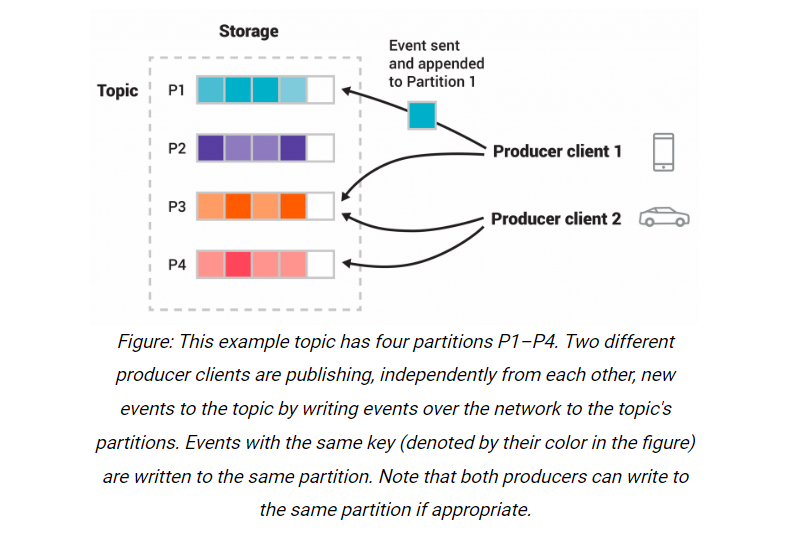 Storage
Event sent
and appended
to Partition 1
Topic
P1
P2
Producer client 1
P3
Producer client 2
P4
Figure: This example topic has four partitions P1–P4. Two different
producer clients are publishing, independently from each other, new
events to the topic by writing events over the network to the topic's
partitions. Events with the same key (denoted by their color in the figure)
are written to the same partition. Note that both producers can write to
the same partition if appropriate.